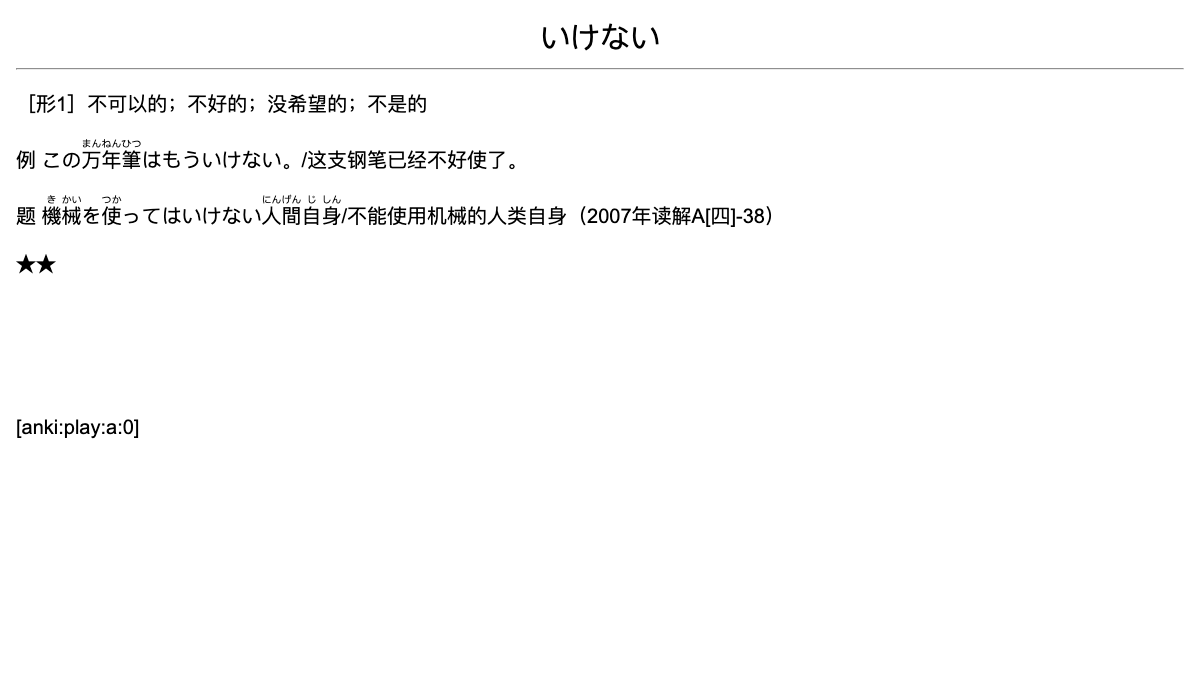 いけない
［形1］不可以的；不好的；没希望的；不是的
まんねんひつ
例 この万年筆はもういけない。/这支钢笔已经不好使了。
き かい つか にんげん じ しん
题 機械を使ってはいけない人間自身/不能使用机械的人类自身（2007年读解A[四]-38）
★★
[anki:play:a:0]